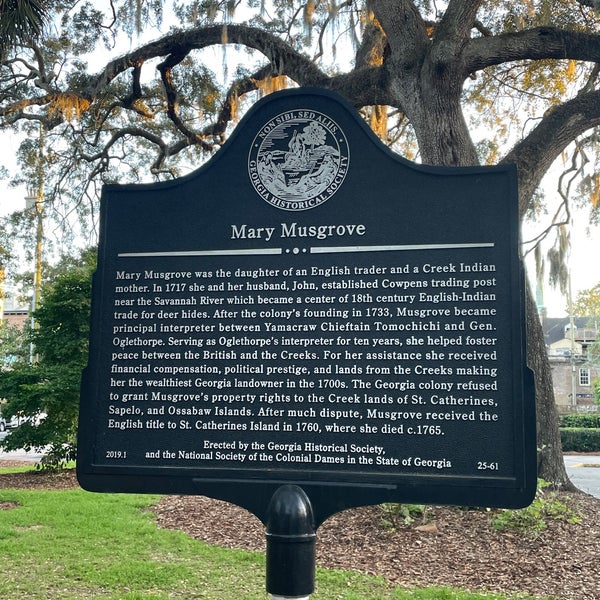 NON SIBI, SED ALIIS
GEORGIA HISTORICAL SOCIETY
Mary Musgrove
Mary Musgrove was the daughter of an English trader and a Creek Indian
mother. In 1717 she and her husband, John, established Cowpens trading post
near the Savannah River which became a center of 18th century English-Indian
trade for deer hides. After the colony's founding in 1733, Musgrove became
principal interpreter between Yamacraw Chieftain Tomochichi and Gen.
Oglethorpe. Serving as Oglethorpe's interpreter for ten years, she helped foster
peace between the British and the Creeks. For her assistance she received
financial compensation, political prestige, and lands from the Creeks making
her the wealthiest Georgia landowner in the 1700s. The Georgia colony refused
to grant Musgrove's property rights to the Creek lands of St. Catherines,
Sapelo, and Ossabaw Islands. After much dispute, Musgrove received the
English title to St. Catherines Island in 1760, where she died c.1765.
Erected by the Georgia Historical Society,
2019.1 and the National Society of the Colonial Dames in the State of Georgia 25-61